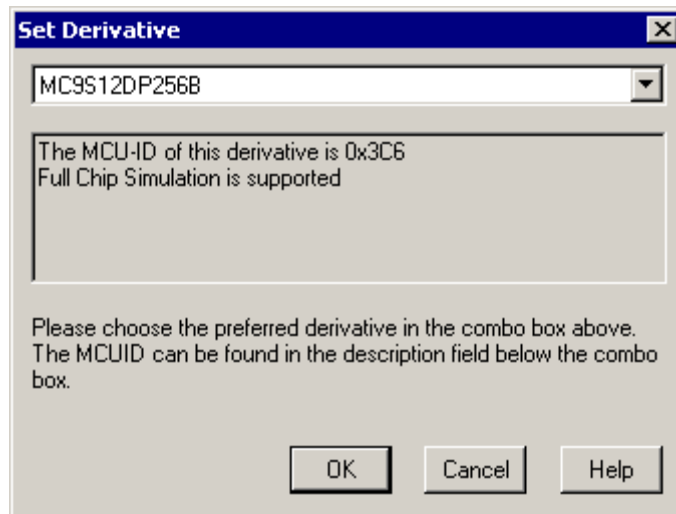 Set Derivative
MC9S12DP256B
The MCU-ID of this derivative is 0x3C6
Full Chip Simulation is supported
Please choose the preferred derivative in the combo box above.
The MCUID can be found in the description field below the combo
box.
OK Cancel Help